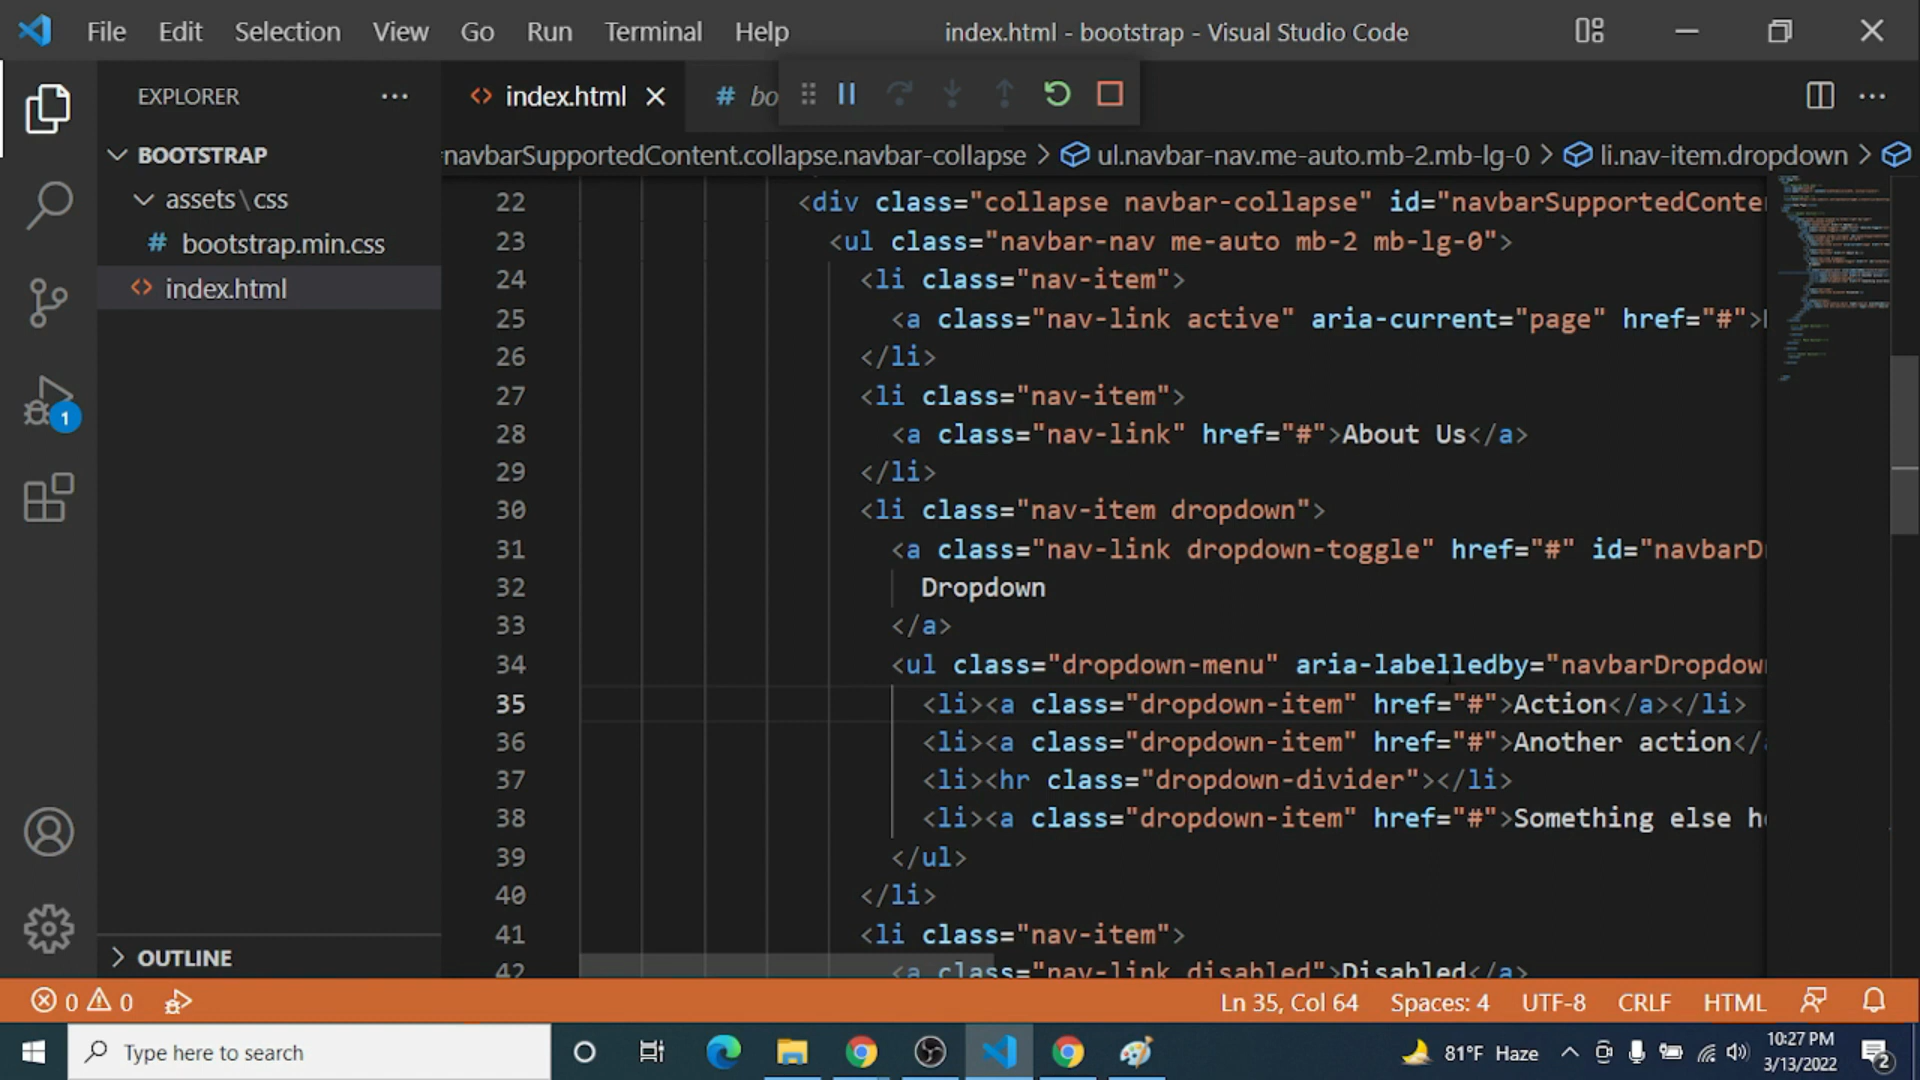 File Edit Selection View Go Run Terminal Help index.html - bootstrap - Visual Studio Code
EXPLORER ... index.html # bo ...
BOOTSTRAP
navbarSupportedContent.collapse.navbar-collapse > ul.navbar-nav.me-auto.mb-2.mb-lg-0 > li.nav-item.dropdown >
assets\css
# bootstrap.min.css
index.html
22 <div class="collapse navbar-collapse" id="navbarSupportedConte
23 <ul class="navbar-nav me-auto mb-2 mb-lg-0">
24 <li class="nav-item">
25 <a class="nav-link active" aria-current="page" href="#">
26 </li>
27 <li class="nav-item">
28 <a class="nav-link" href="#">About Us</a>
29 </li>
30 <li class="nav-item dropdown">
31 <a class="nav-link dropdown-toggle" href="#" id="navbarD
32 Dropdown
33 </a>
34 <ul class="dropdown-menu" aria-labelledby="navbarDropdow
35 <li><a class="dropdown-item" href="#">Action</a></li>
36 <li><a class="dropdown-item" href="#">Another action</
37 <li><hr class="dropdown-divider"></li>
38 <li><a class="dropdown-item" href="#">Something else h
39 </ul>
40 </li>
41 <li class="nav-item">
42 <a class="nav-link disabled">Disabled</a>
1
OUTLINE
0 0 Ln 35, Col 64 Spaces: 4 UTF-8 CRLF HTML
Type here to search 81°F Haze 10:27 PM
3/13/2022 2